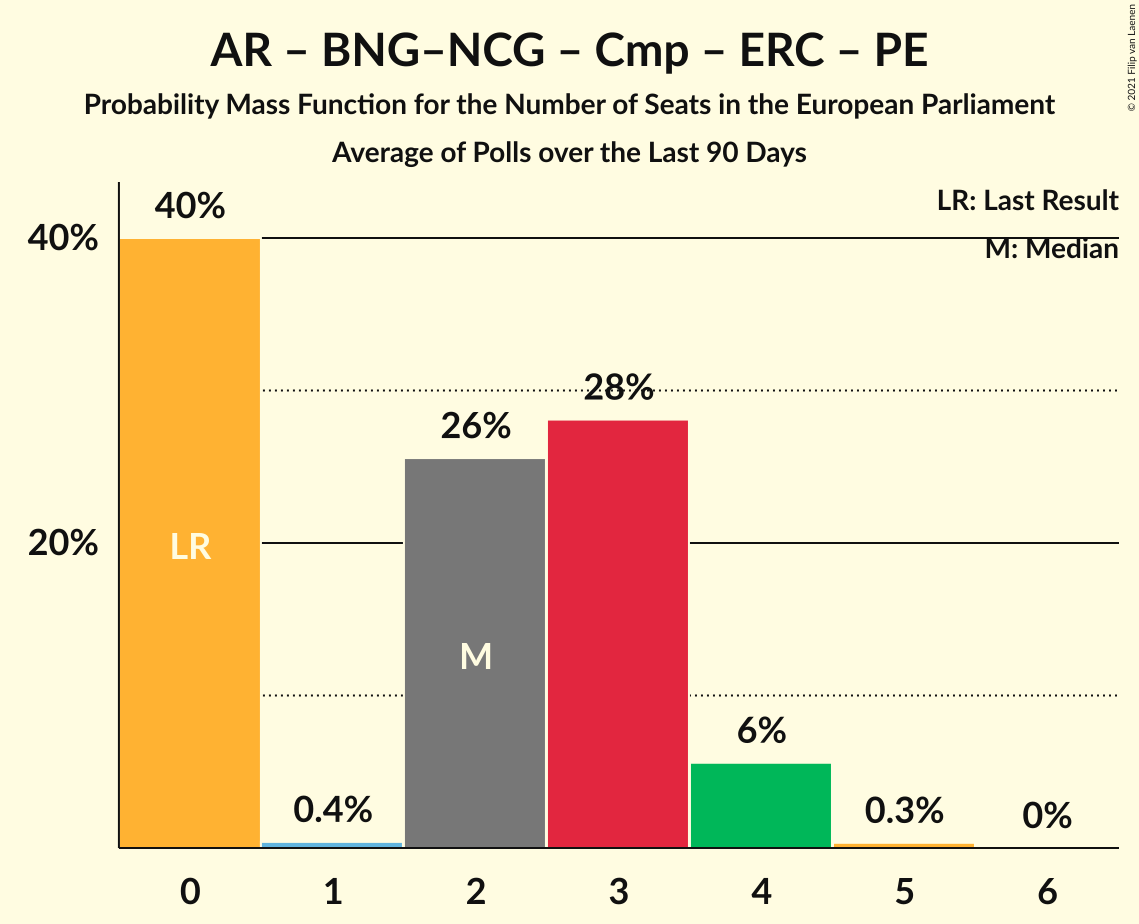 AR – BNG–NCG – Cmp – ERC – PE
Probability Mass Function for the Number of Seats in the European Parliament
Average of Polls over the Last 90 Days
© 2021 Filip van Laenen
LR: Last Result
M: Median
40%
20%
40%
0.4%
26%
28%
6%
0.3%
0%
LR
M
0 1 2 3 4 5 6